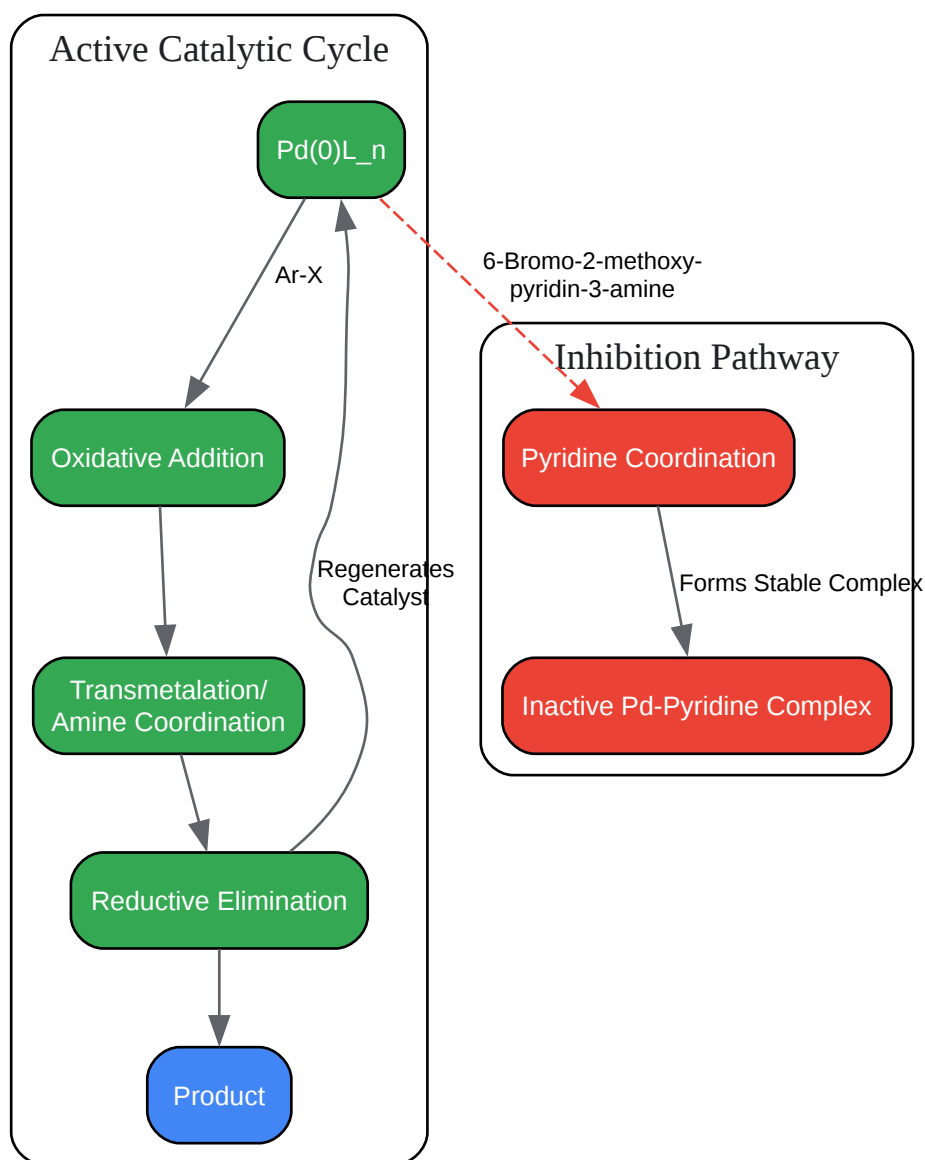 Active Catalytic Cycle
Pd(0)L_n
Ar-X
6-Bromo-2-methoxy-
pyridin-3-amine
Inhibition Pathway
Oxidative Addition
Pyridine Coordination
Regenerates
Catalyst
Forms Stable Complex
Transmetalation/
Amine Coordination
Inactive Pd-Pyridine Complex
Reductive Elimination
Product